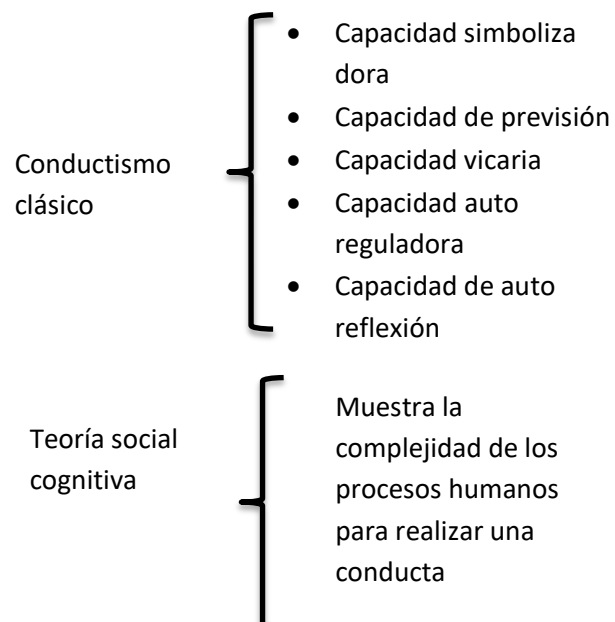 Conductismo
clásico
• Capacidad simboliza
dora
• Capacidad de previsión
• Capacidad vicaria
• Capacidad auto
reguladora
• Capacidad de auto
reflexión
Teoría social
cognitiva
Muestra la
complejidad de los
procesos humanos
para realizar una
conducta